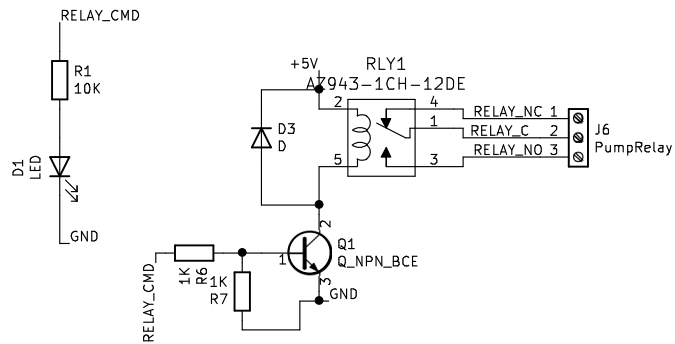 RELAY_CMD
R1
10K
D1
LED
GND
+5V
RLY1
A7943-1CH-12DE
2
5
4
1
3
D3
D
RELAY_NC 1
RELAY_C 2
RELAY_NO 3
J6
PumpRelay
2
Q1
Q_NPN_BCE
1
3
GND
RELAY_CMD
1K
R6
1K
R7